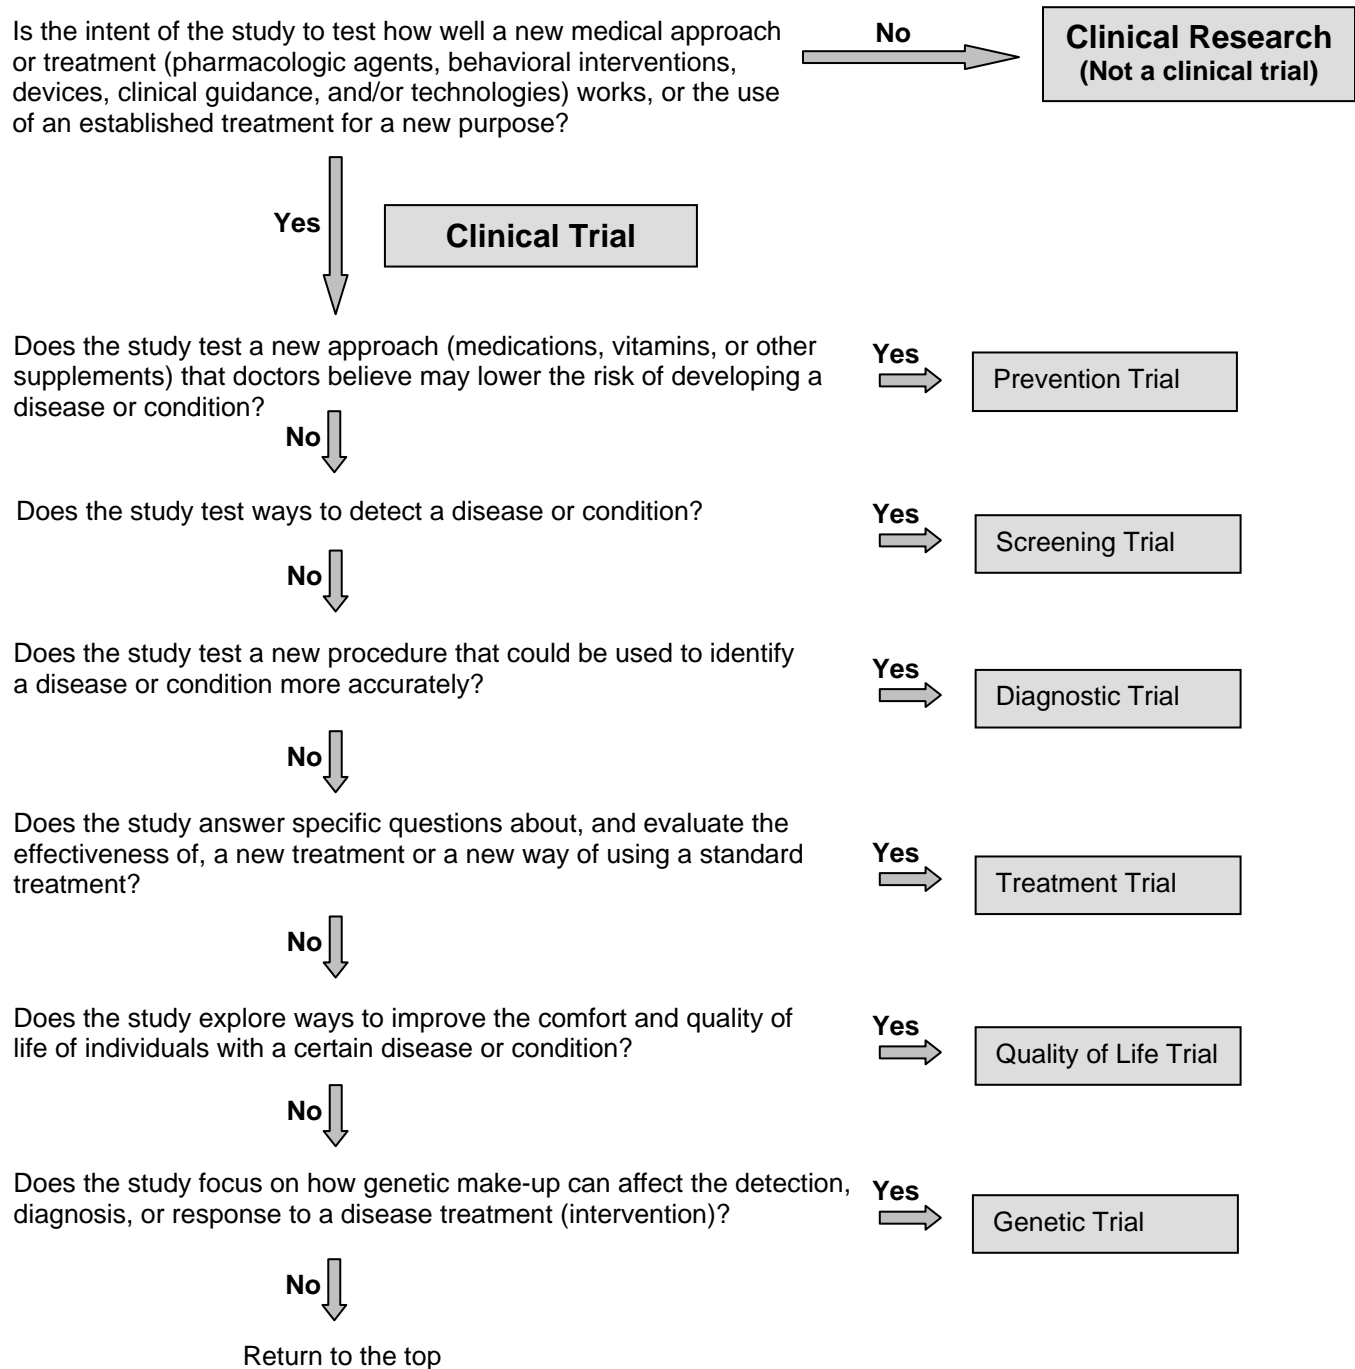 Is the intent of the study to test how well a new medical approach
or treatment (pharmacologic agents, behavioral interventions,
devices, clinical guidance, and/or technologies) works, or the use
of an established treatment for a new purpose?
No
Clinical Research
(Not a clinical trial)
Yes
Clinical Trial
Does the study test a new approach (medications, vitamins, or other
supplements) that doctors believe may lower the risk of developing a
disease or condition?
Yes
Prevention Trial
No
Does the study test ways to detect a disease or condition?
Yes
Screening Trial
No
Does the study test a new procedure that could be used to identify
a disease or condition more accurately?
Yes
Diagnostic Trial
No
Does the study answer specific questions about, and evaluate the
effectiveness of, a new treatment or a new way of using a standard
treatment?
Yes
Treatment Trial
No
Does the study explore ways to improve the comfort and quality of
life of individuals with a certain disease or condition?
Yes
Quality of Life Trial
No
Does the study focus on how genetic make-up can affect the detection,
diagnosis, or response to a disease treatment (intervention)?
Yes
Genetic Trial
No
Return to the top